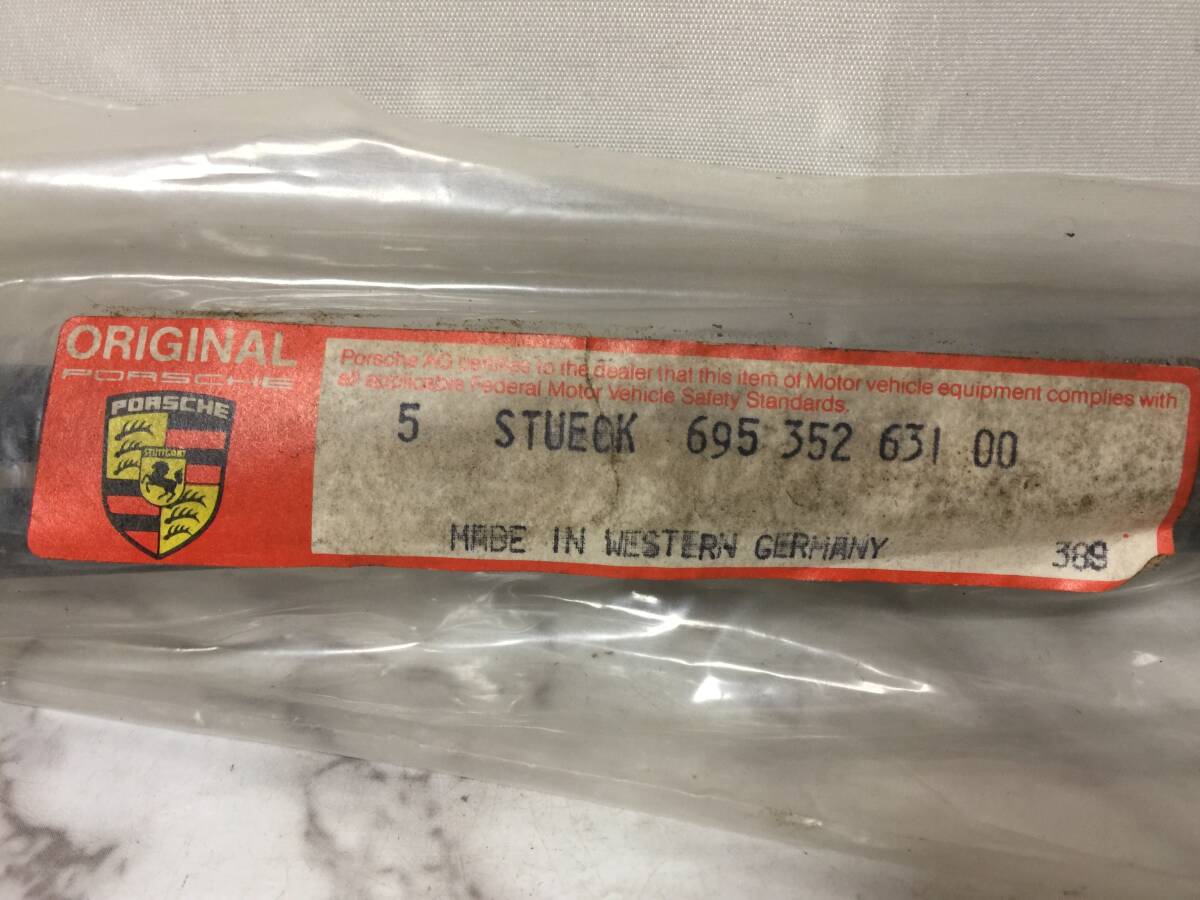 ORIGINAL
PORSCHE
PORSCHE
STUTTGART
Porsche AG certifies to the dealer that this item of Motor vehicle equipment complies with
all applicable Federal Motor Vehicle Safety Standards.
5 STUECK 695 352 631 00
MADE IN WESTERN GERMANY 389